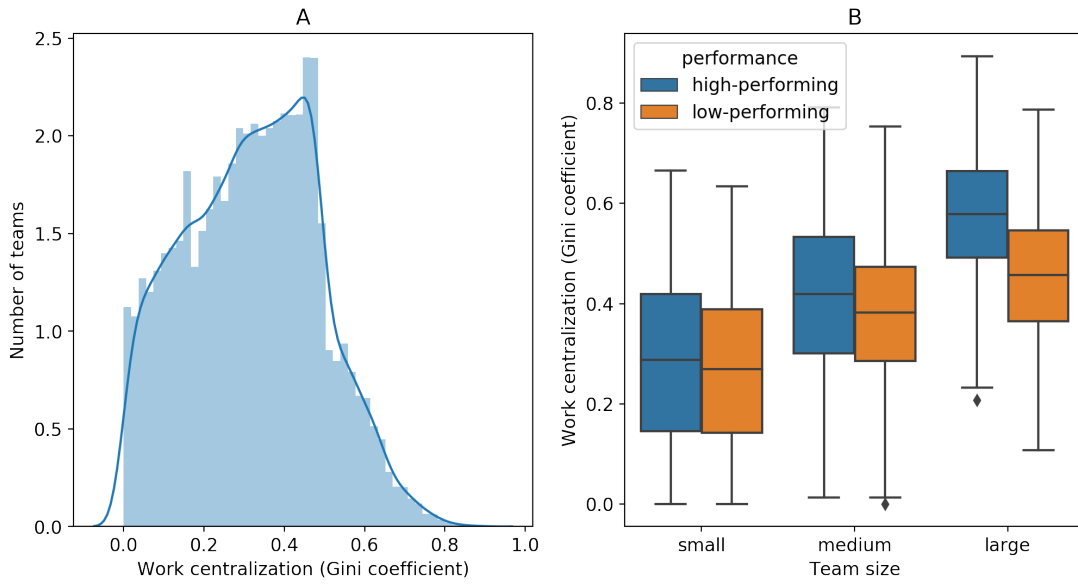 A
2.5
2.0
1.5
1.0
0.5
0.0
Number of teams
0.0 0.2 0.4 0.6 0.8 1.0
Work centralization (Gini coefficient)
B
performance
high-performing
low-performing
0.8
0.6
0.4
0.2
0.0
Work centralization (Gini coefficient)
small medium large
Team size